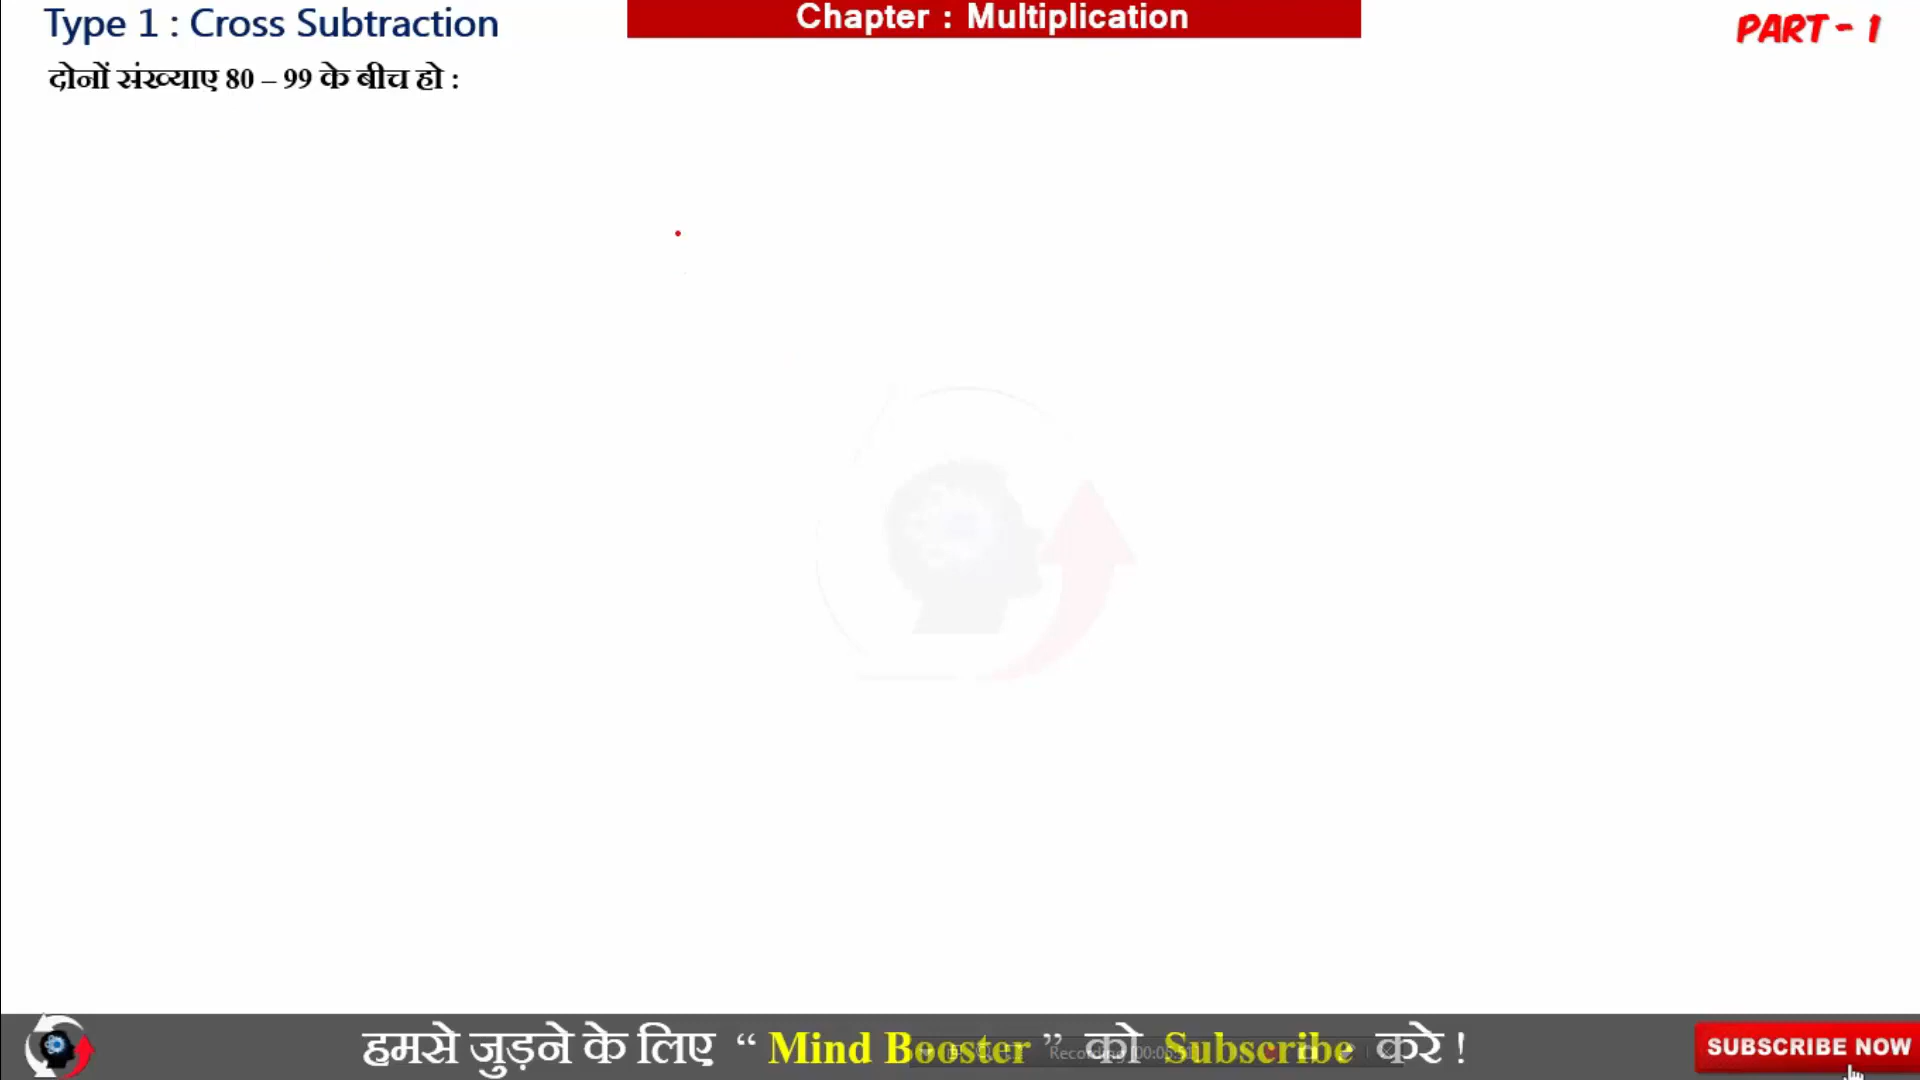 Type 1 : Cross Subtraction
Chapter : Multiplication
PART - 1
दोनों संख्याए 80 – 99 के बीच हो :
हमसे जुड़ने के लिए “ Mind Booster ” को Subscribe करे !
SUBSCRIBE NOW